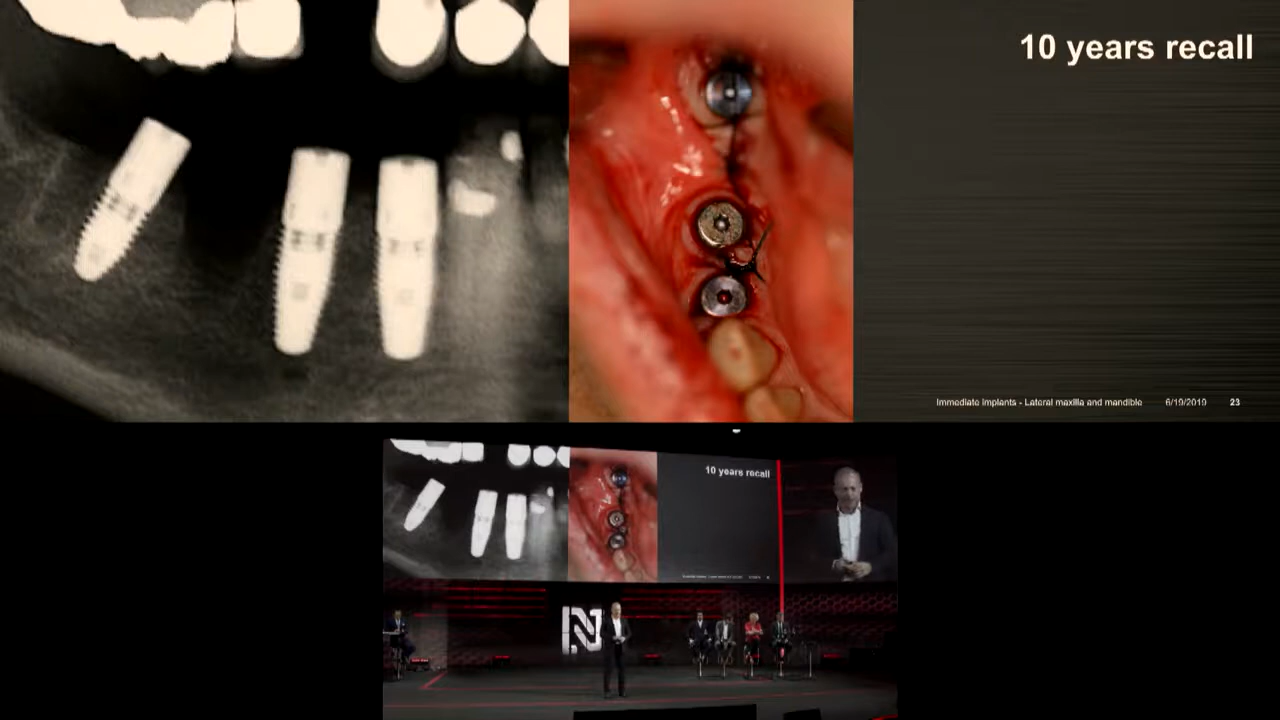 10 years recall
Immediate implants - Lateral maxilla and mandible 6/19/2019 23
10 years recall
N